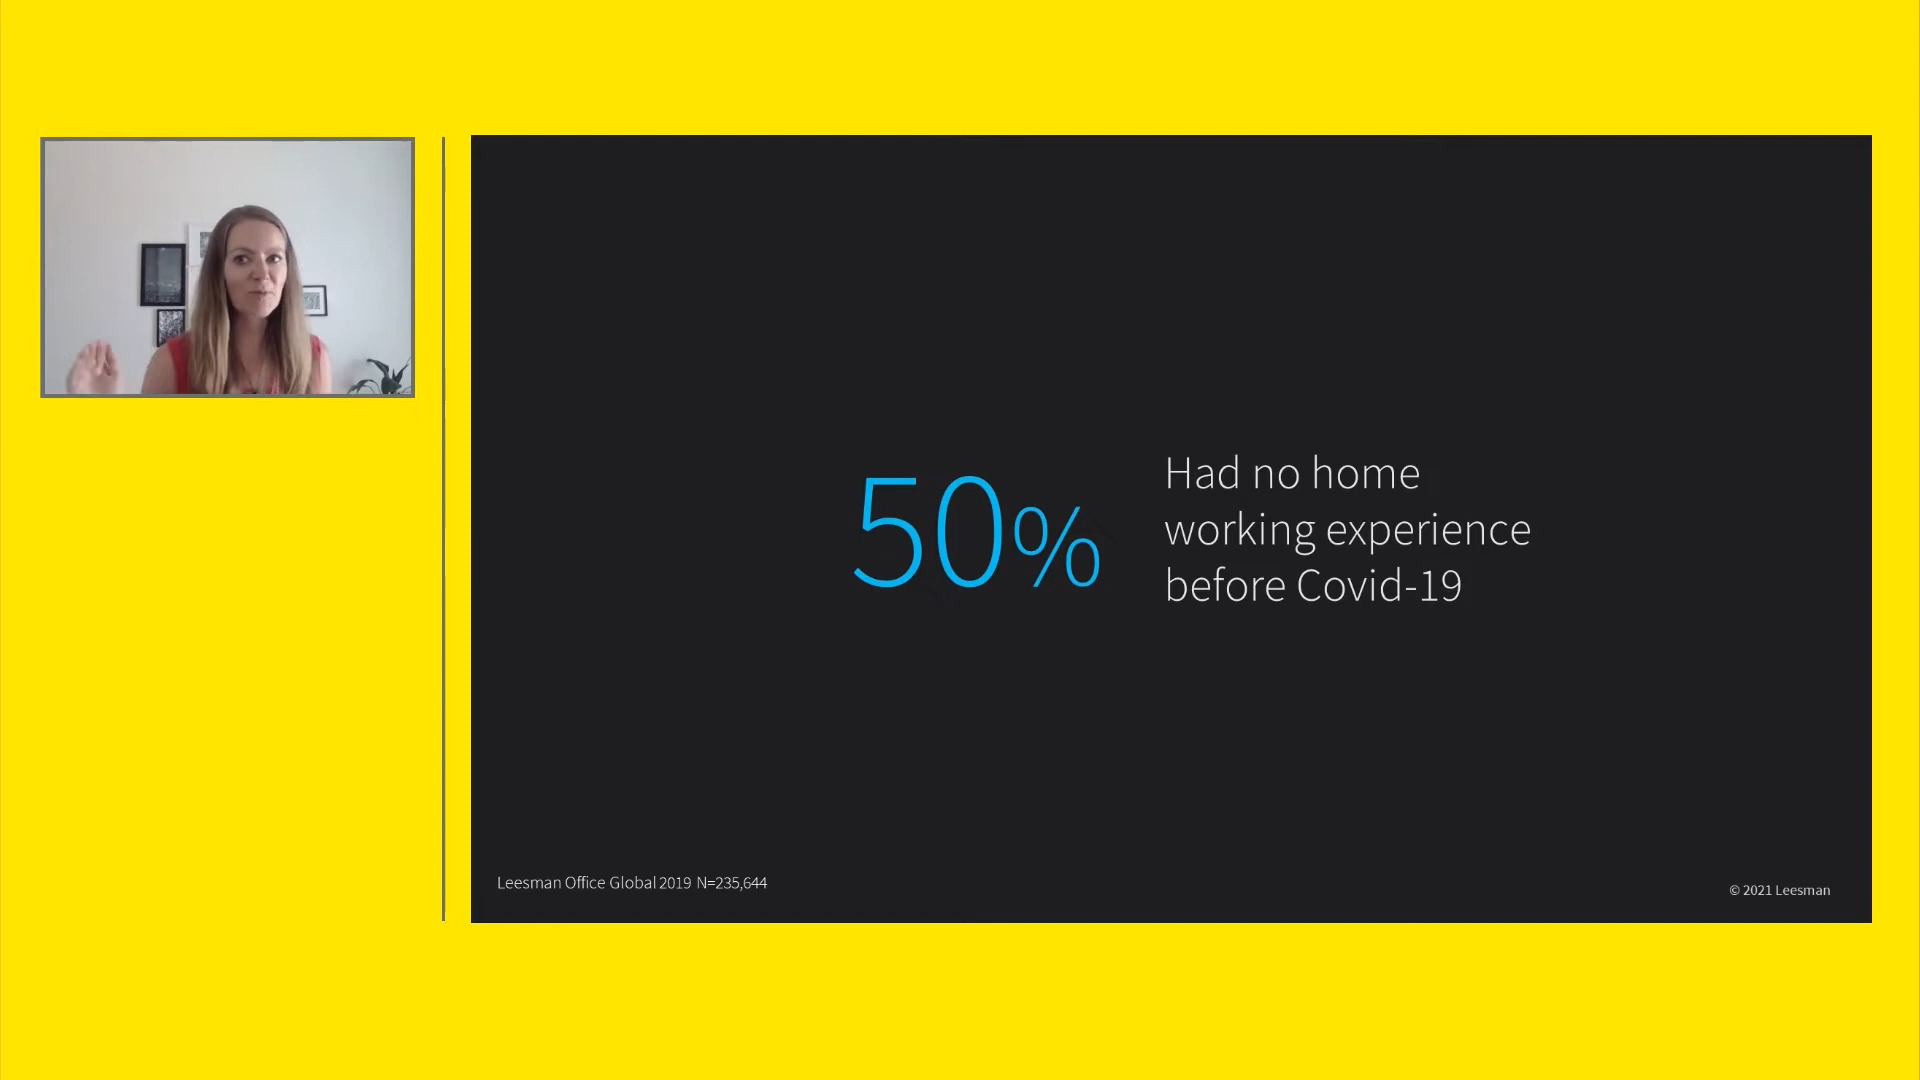 50%
Had no home
working experience
before Covid-19
Leesman Office Global 2019 N=235,644
© 2021 Leesman